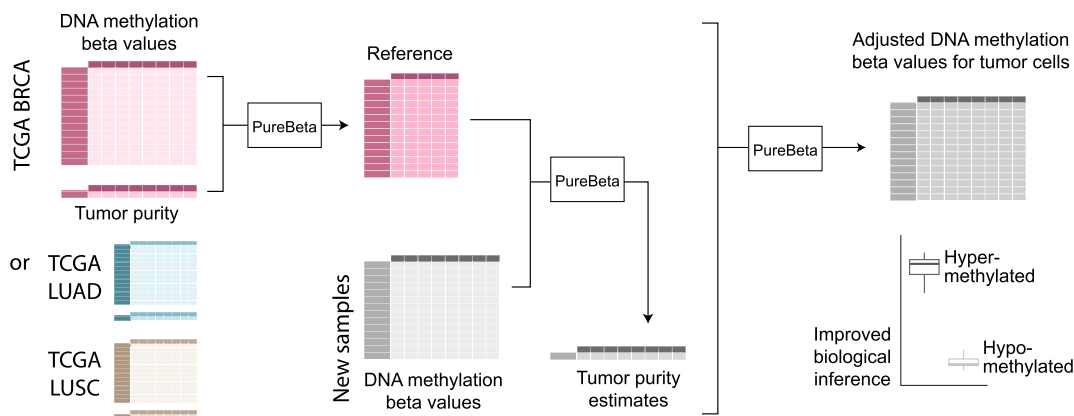 DNA methylation
beta values
TCGA BRCA
PureBeta
Tumor purity
or
TCGA
LUAD
TCGA
LUSC
Reference
New samples
DNA methylation
beta values
PureBeta
Tumor purity
estimates
PureBeta
Adjusted DNA methylation
beta values for tumor cells
Hyper-
methylated
Improved
biological
inference
Hypo-
methylated